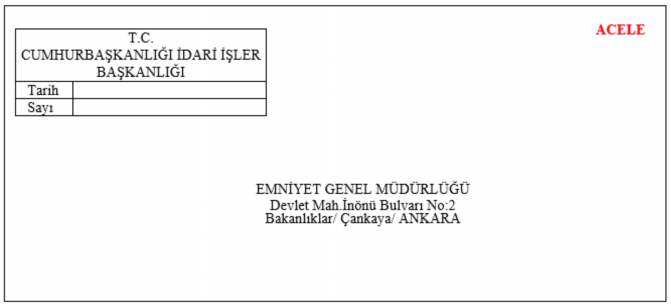 ACELE
T.C.
CUMHURBAŞKANLIĞI İDARİ İŞLER
BAŞKANLIĞI
Tarih
Sayı
EMNİYET GENEL MÜDÜRLÜĞÜ
Devlet Mah.İnönü Bulvarı No:2
Bakanlıklar/ Çankaya/ ANKARA